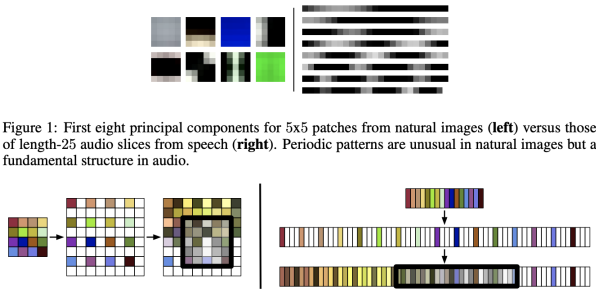 Figure 1: First eight principal components for 5x5 patches from natural images (left) versus those
of length-25 audio slices from speech (right). Periodic patterns are unusual in natural images but a
fundamental structure in audio.